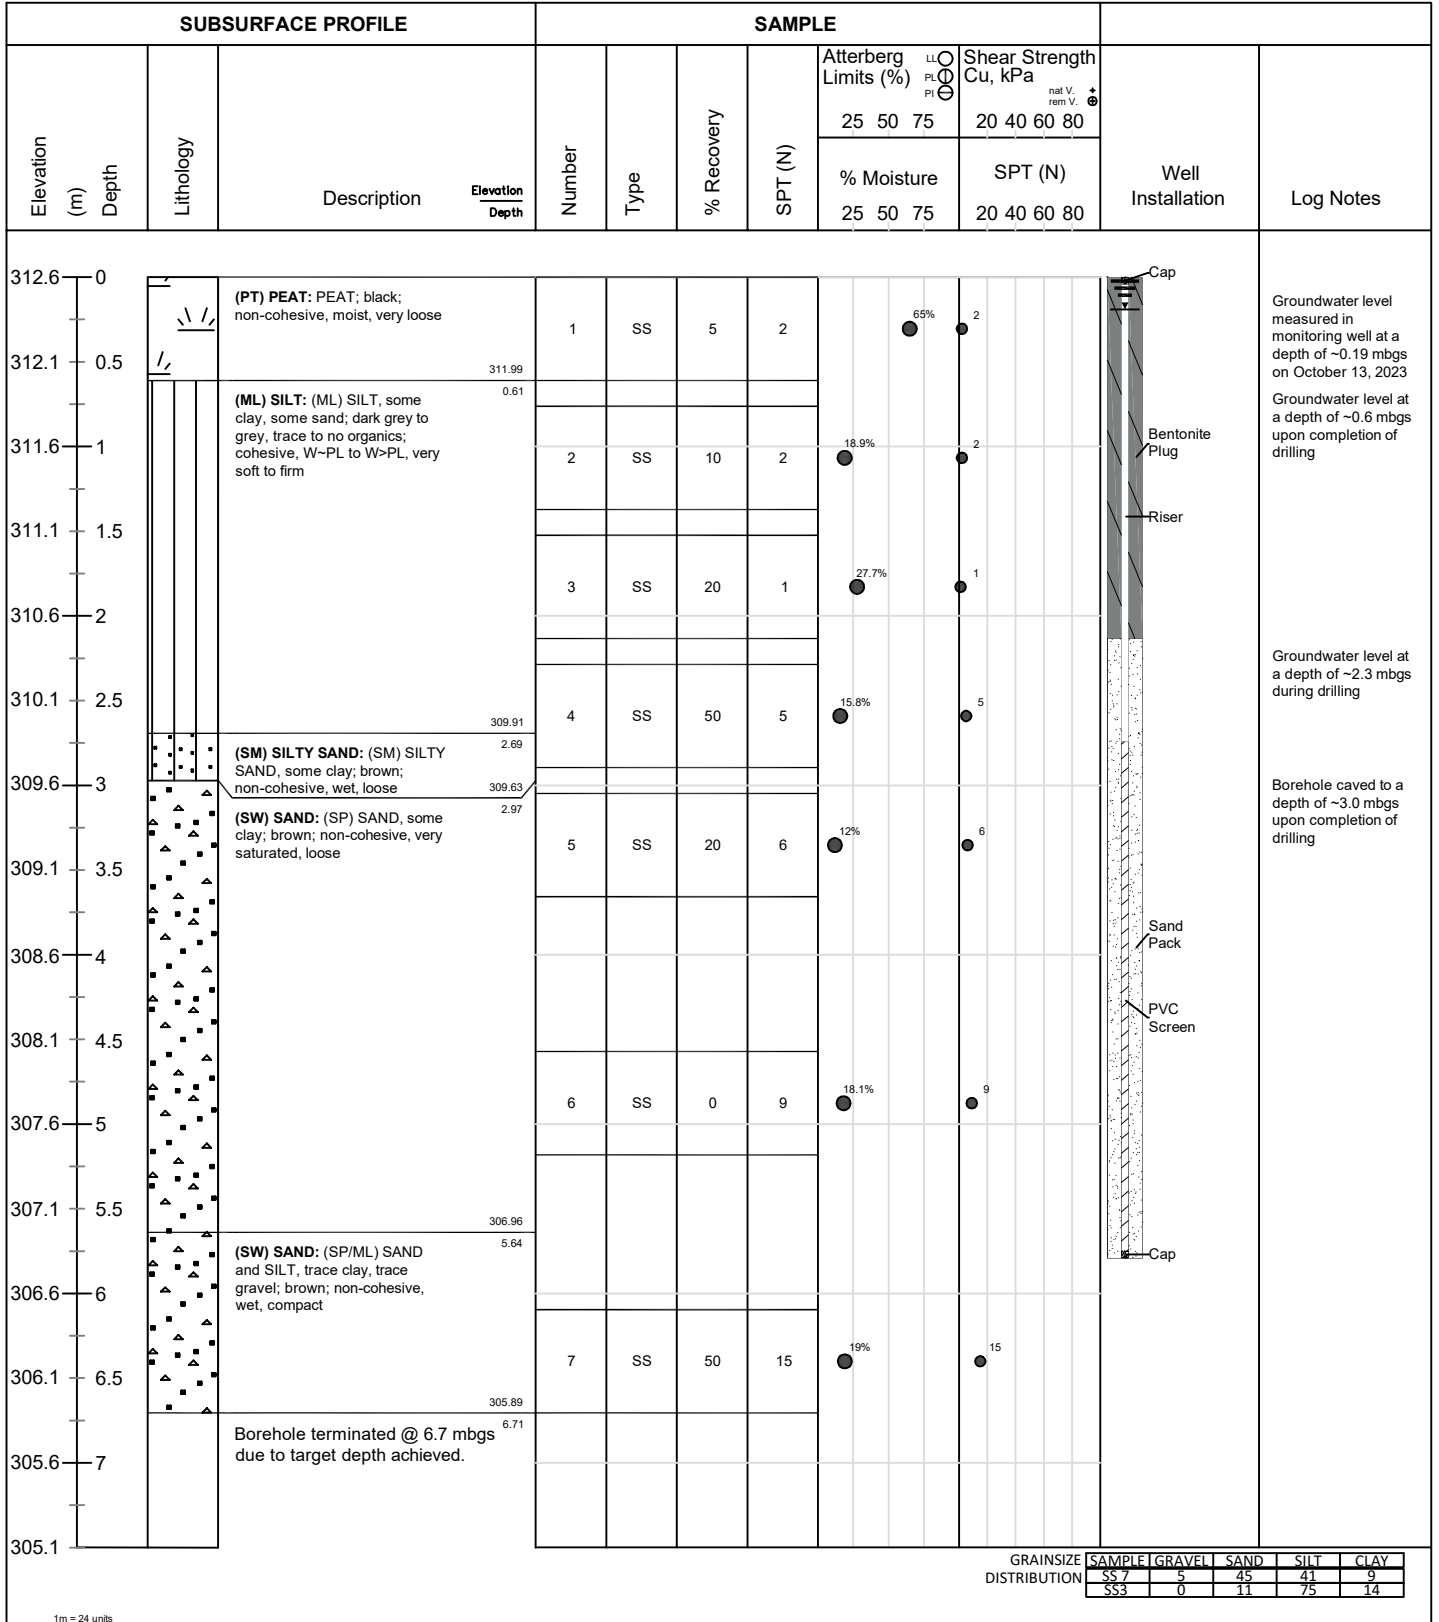 SUBSURFACE PROFILE
SAMPLE
Elevation
(m)
Depth
Lithology
Description
Elevation
Depth
Number
Type
% Recovery
SPT (N)
Atterberg
Limits (%)
LL
PL
PI
25 50 75
% Moisture
25 50 75
Shear Strength
Cu, kPa
nat V.
rem V.
20 40 60 80
SPT (N)
20 40 60 80
Well
Installation
Log Notes
312.6 0
312.1 0.5
311.6 1
311.1 1.5
310.6 2
310.1 2.5
309.6 3
309.1 3.5
308.6 4
308.1 4.5
307.6 5
307.1 5.5
306.6 6
306.1 6.5
305.6 7
305.1
(PT) PEAT: PEAT; black;
non-cohesive, moist, very loose
311.99
0.61
(ML) SILT: (ML) SILT, some
clay, some sand; dark grey to
grey, trace to no organics;
cohesive, W~PL to W>PL, very
soft to firm
309.91
2.69
(SM) SILTY SAND: (SM) SILTY
SAND, some clay; brown;
non-cohesive, wet, loose
309.63
2.97
(SW) SAND: (SP) SAND, some
clay; brown; non-cohesive, very
saturated, loose
306.96
5.64
(SW) SAND: (SP/ML) SAND
and SILT, trace clay, trace
gravel; brown; non-cohesive,
wet, compact
305.89
6.71
Borehole terminated @ 6.7 mbgs
due to target depth achieved.
1 SS 5 2 65% 2
2 SS 10 2 18.9% 2
3 SS 20 1 27.7% 1
4 SS 50 5 15.8% 5
5 SS 20 6 12% 6
6 SS 0 9 18.1% 9
7 SS 50 15 19% 15
Cap
Bentonite
Plug
Riser
Sand
Pack
PVC
Screen
Cap
Groundwater level
measured in
monitoring well at a
depth of ~0.19 mbgs
on October 13, 2023
Groundwater level at
a depth of ~0.6 mbgs
upon completion of
drilling
Groundwater level at
a depth of ~2.3 mbgs
during drilling
Borehole caved to a
depth of ~3.0 mbgs
upon completion of
drilling
GRAINSIZE
DISTRIBUTION
SAMPLE GRAVEL SAND SILT CLAY
SS 7 5 45 41 9
SS3 0 11 75 14
1m = 24 units